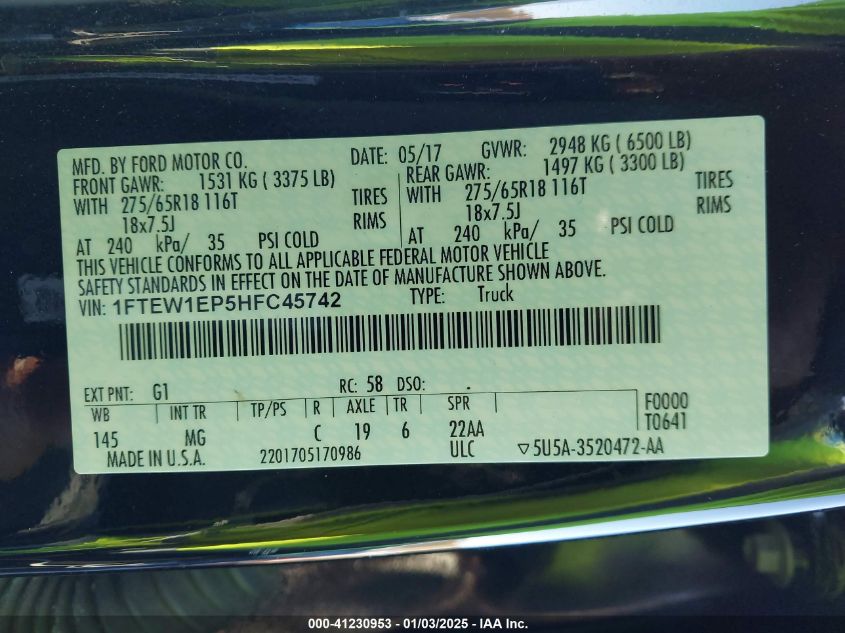 MFD. BY FORD MOTOR CO. DATE: 05/17 GVWR: 2948 KG ( 6500 LB)
FRONT GAWR: 1531 KG ( 3375 LB) REAR GAWR: 1497 KG ( 3300 LB)
WITH 275/65R18 116T TIRES WITH 275/65R18 116T TIRES
18x7.5J RIMS 18x7.5J RIMS
AT 240 kPa/ 35 PSI COLD AT 240 kPa/ 35 PSI COLD
THIS VEHICLE CONFORMS TO ALL APPLICABLE FEDERAL MOTOR VEHICLE
SAFETY STANDARDS IN EFFECT ON THE DATE OF MANUFACTURE SHOWN ABOVE.
VIN: 1FTEW1EP5HFC45742 TYPE: Truck
EXT PNT: G1 RC: 58 DSO: F0000
WB INT TR TP/PS R AXLE TR SPR T0641
145 MG C 19 6 22AA
MADE IN U.S.A. 2201705170986 ULC ▽5U5A-3520472-AA
000-41230953 - 01/03/2025 - IAA Inc.